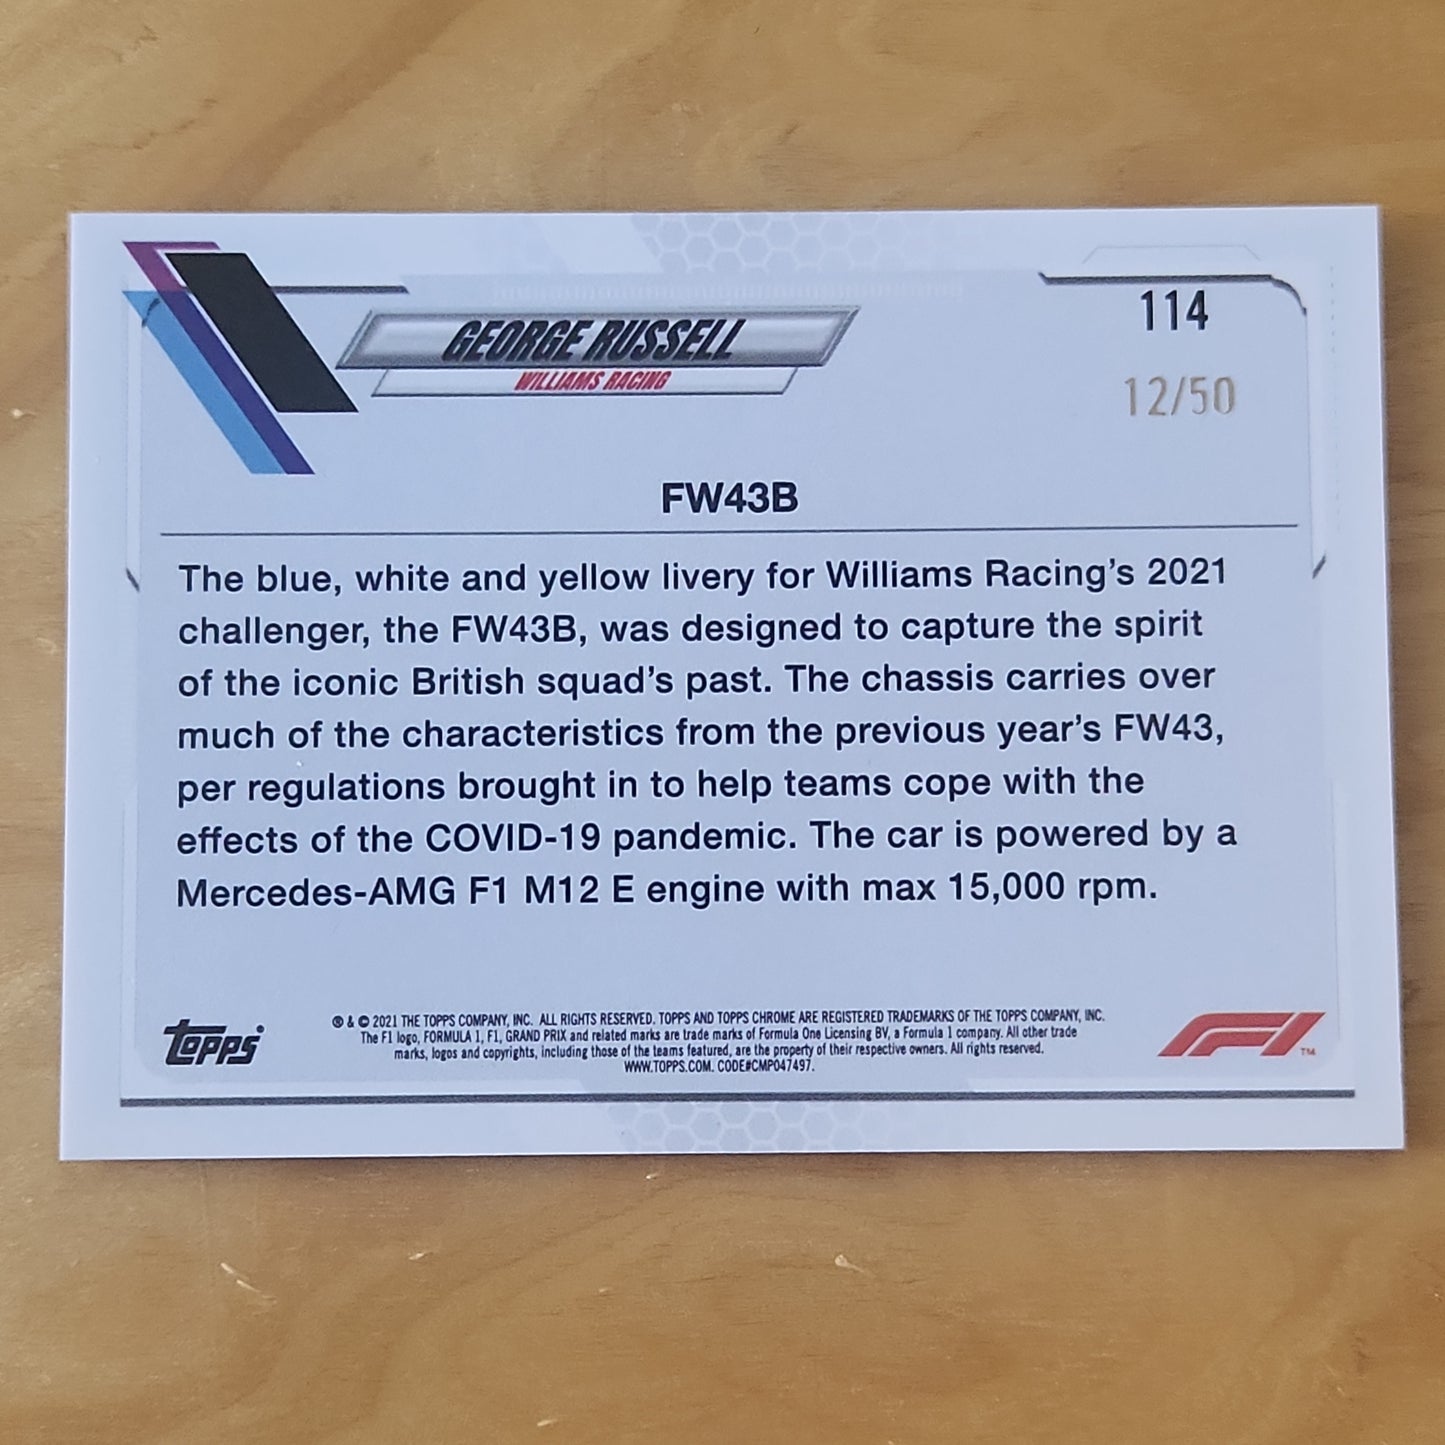 GEORGE RUSSELL
WILLIAMS RACING
114
12/50
FW43B
The blue, white and yellow livery for Williams Racing's 2021
challenger, the FW43B, was designed to capture the spirit
of the iconic British squad's past. The chassis carries over
much of the characteristics from the previous year's FW43,
per regulations brought in to help teams cope with the
effects of the COVID-19 pandemic. The car is powered by a
Mercedes-AMG F1 M12 E engine with max 15,000 rpm.
Topps
® & © 2021 THE TOPPS COMPANY, INC. ALL RIGHTS RESERVED. TOPPS AND TOPPS CHROME ARE REGISTERED TRADEMARKS OF THE TOPPS COMPANY, INC.
The F1 logo, FORMULA 1, F1, GRAND PRIX and related marks are trade marks of Formula One Licensing BV, a Formula 1 company. All other trade
marks, logos and copyrights, including those of the teams featured, are the property of their respective owners. All rights reserved.
WWW.TOPPS.COM. CODE#CMP047497.
F1 TM